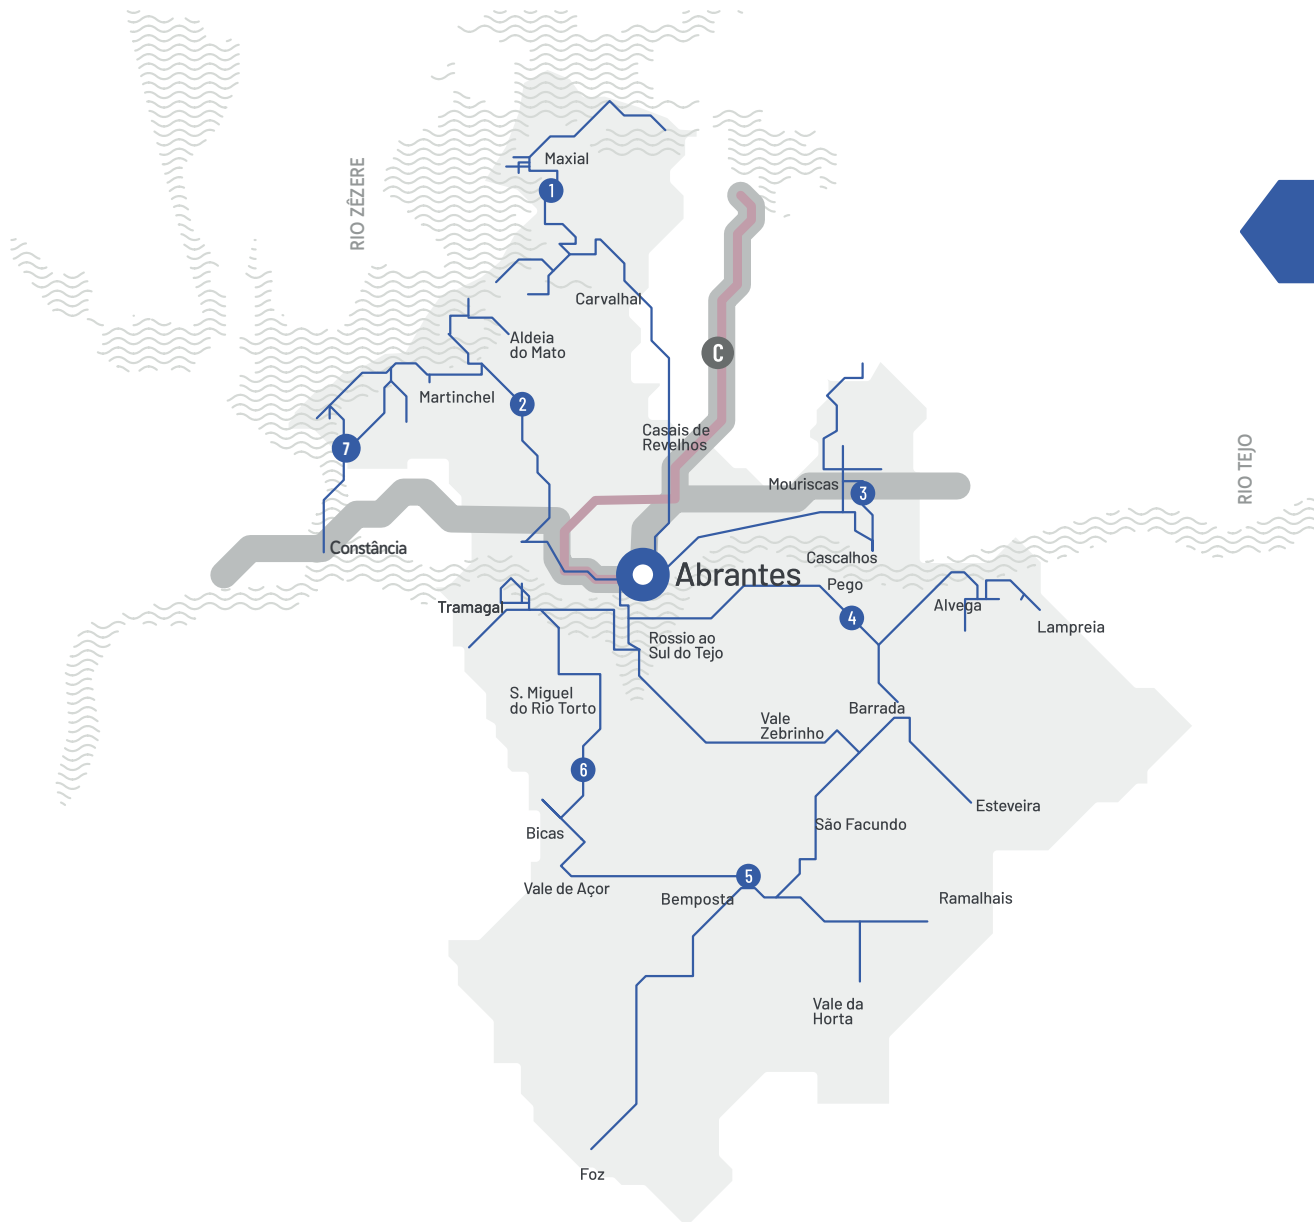 RIO ZÊZERE
Maxial
1
Carvalhal
Aldeia
do Mato
C
Martinchel
2
Casais de
Revelhos
7
Mouriscas
3
RIO TEJO
Constância
Cascalhos
Abrantes
Pego
Tramagal
4
Alvega
Lampreia
Rossio ao
Sul do Tejo
S. Miguel
do Rio Torto
Barrada
Vale
Zebrinho
6
Esteveira
Bicas
São Facundo
5
Vale de Açor
Bemposta
Ramalhais
Vale da
Horta
Foz